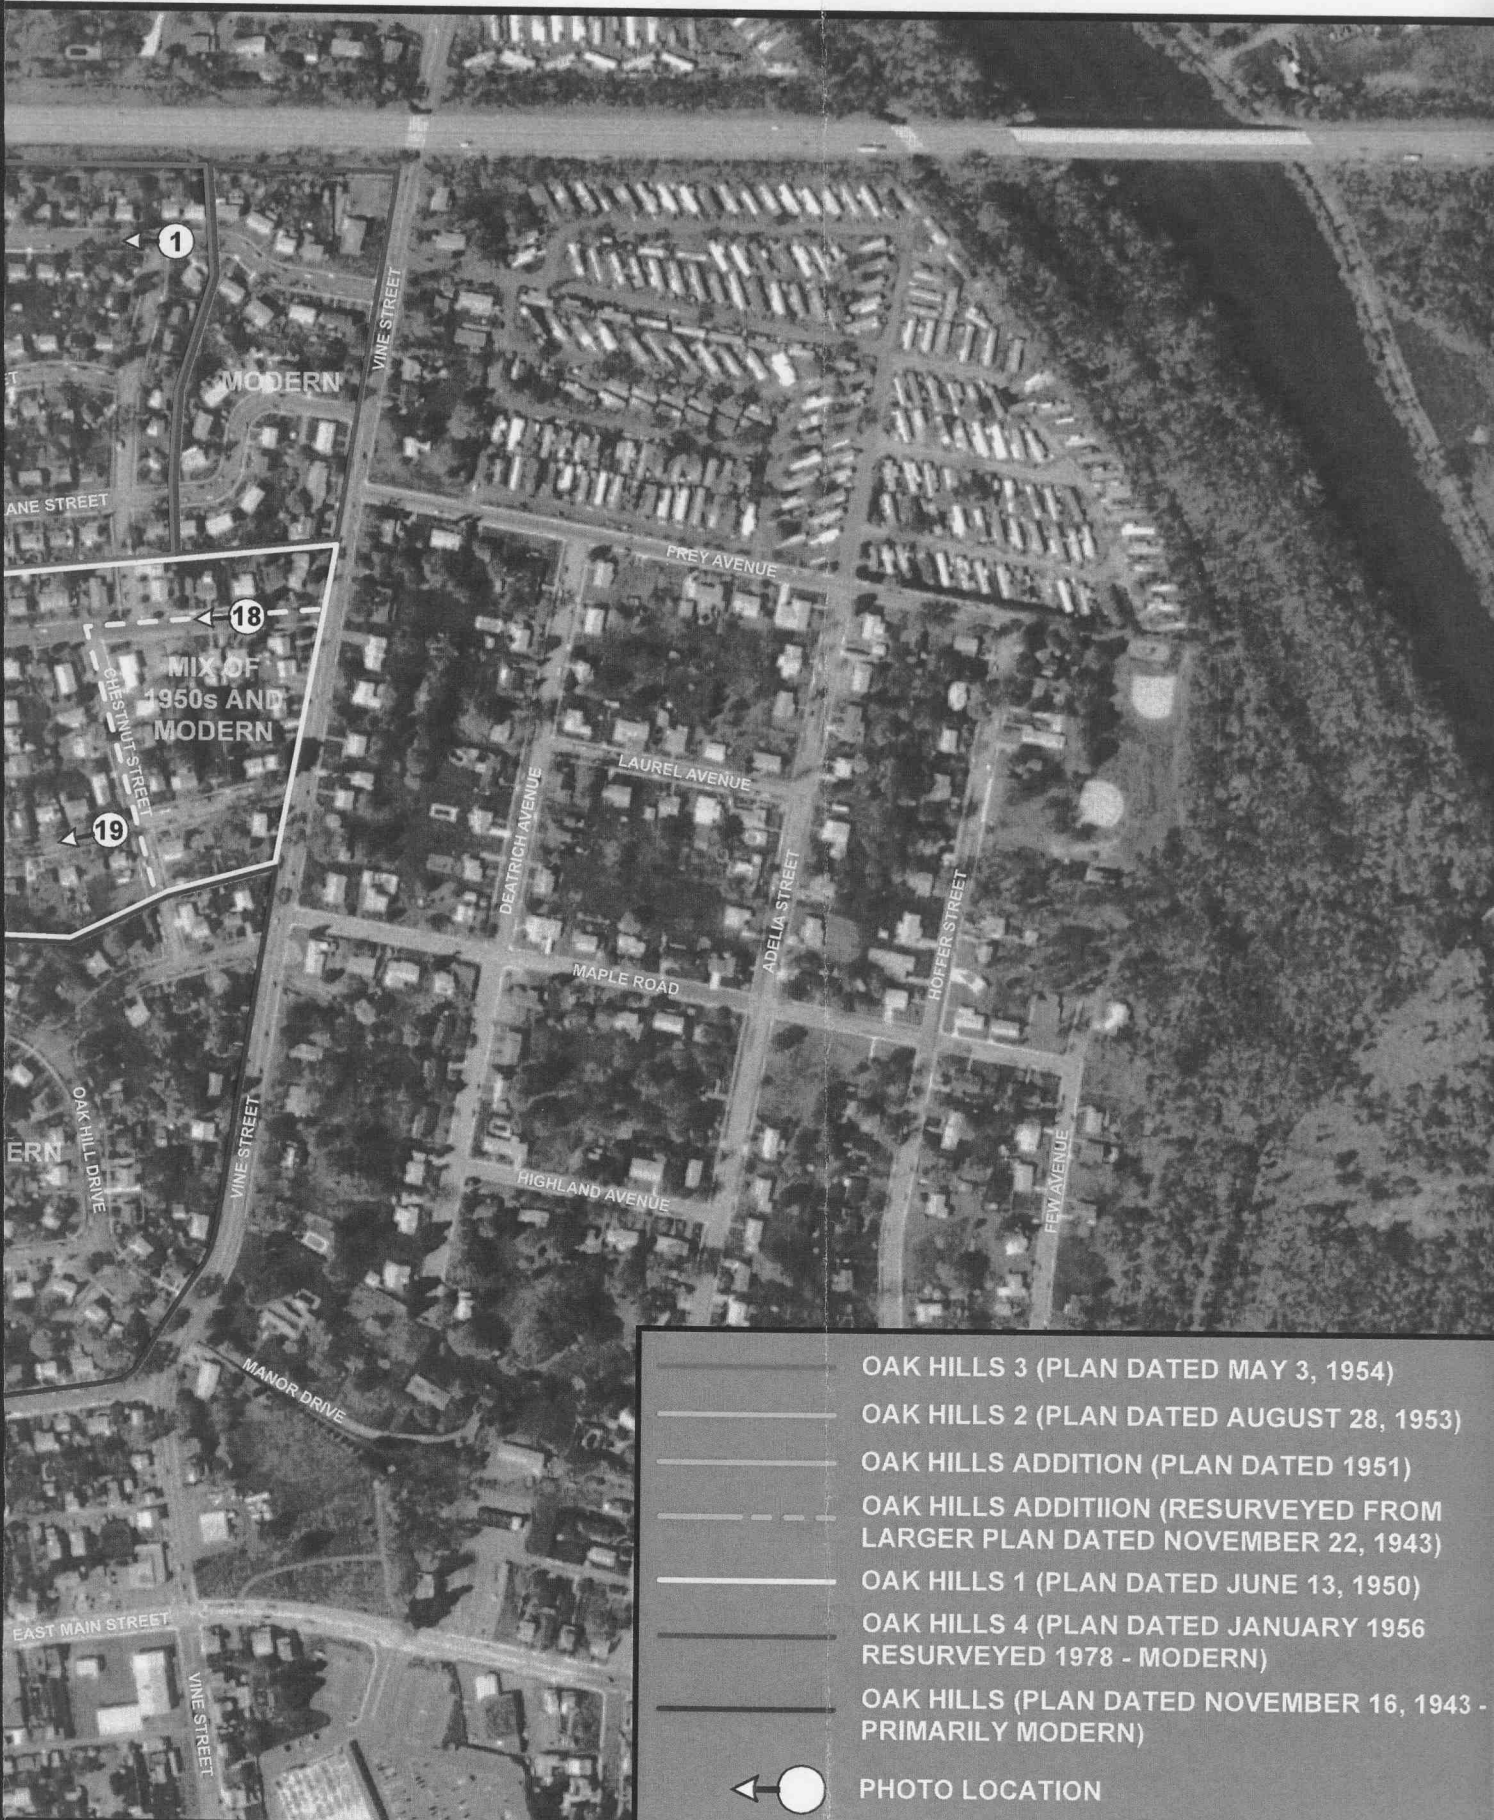 1
VINE STREET
MODERN
ET
ANE STREET
FREY AVENUE
18
MIX OF
1950s AND
MODERN
CHESTNUT STREET
LAUREL AVENUE
DEATRICH AVENUE
19
ADELIA STREET
HOFFER STREET
MAPLE ROAD
OAK HILL DRIVE
ERN
VINE STREET
HIGHLAND AVENUE
FEW AVENUE
MANOR DRIVE
EAST MAIN STREET
VINE STREET
OAK HILLS 3 (PLAN DATED MAY 3, 1954)
OAK HILLS 2 (PLAN DATED AUGUST 28, 1953)
OAK HILLS ADDITION (PLAN DATED 1951)
OAK HILLS ADDITIION (RESURVEYED FROM
LARGER PLAN DATED NOVEMBER 22, 1943)
OAK HILLS 1 (PLAN DATED JUNE 13, 1950)
OAK HILLS 4 (PLAN DATED JANUARY 1956
RESURVEYED 1978 - MODERN)
OAK HILLS (PLAN DATED NOVEMBER 16, 1943 -
PRIMARILY MODERN)
PHOTO LOCATION